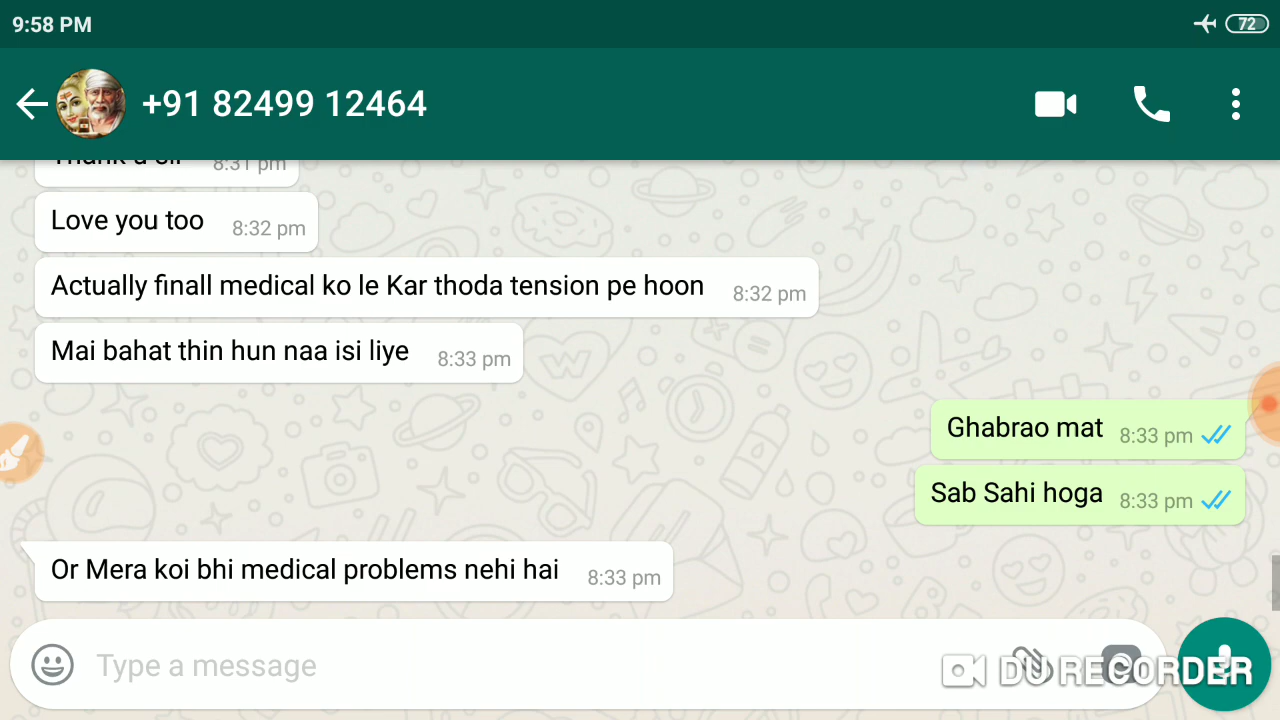 9:58 PM
72
+91 82499 12464
8:31 pm
Love you too 8:32 pm
Actually finall medical ko le Kar thoda tension pe hoon 8:32 pm
Mai bahat thin hun naa isi liye 8:33 pm
Ghabrao mat 8:33 pm
Sab Sahi hoga 8:33 pm
Or Mera koi bhi medical problems nehi hai 8:33 pm
Type a message
DU RECORDER